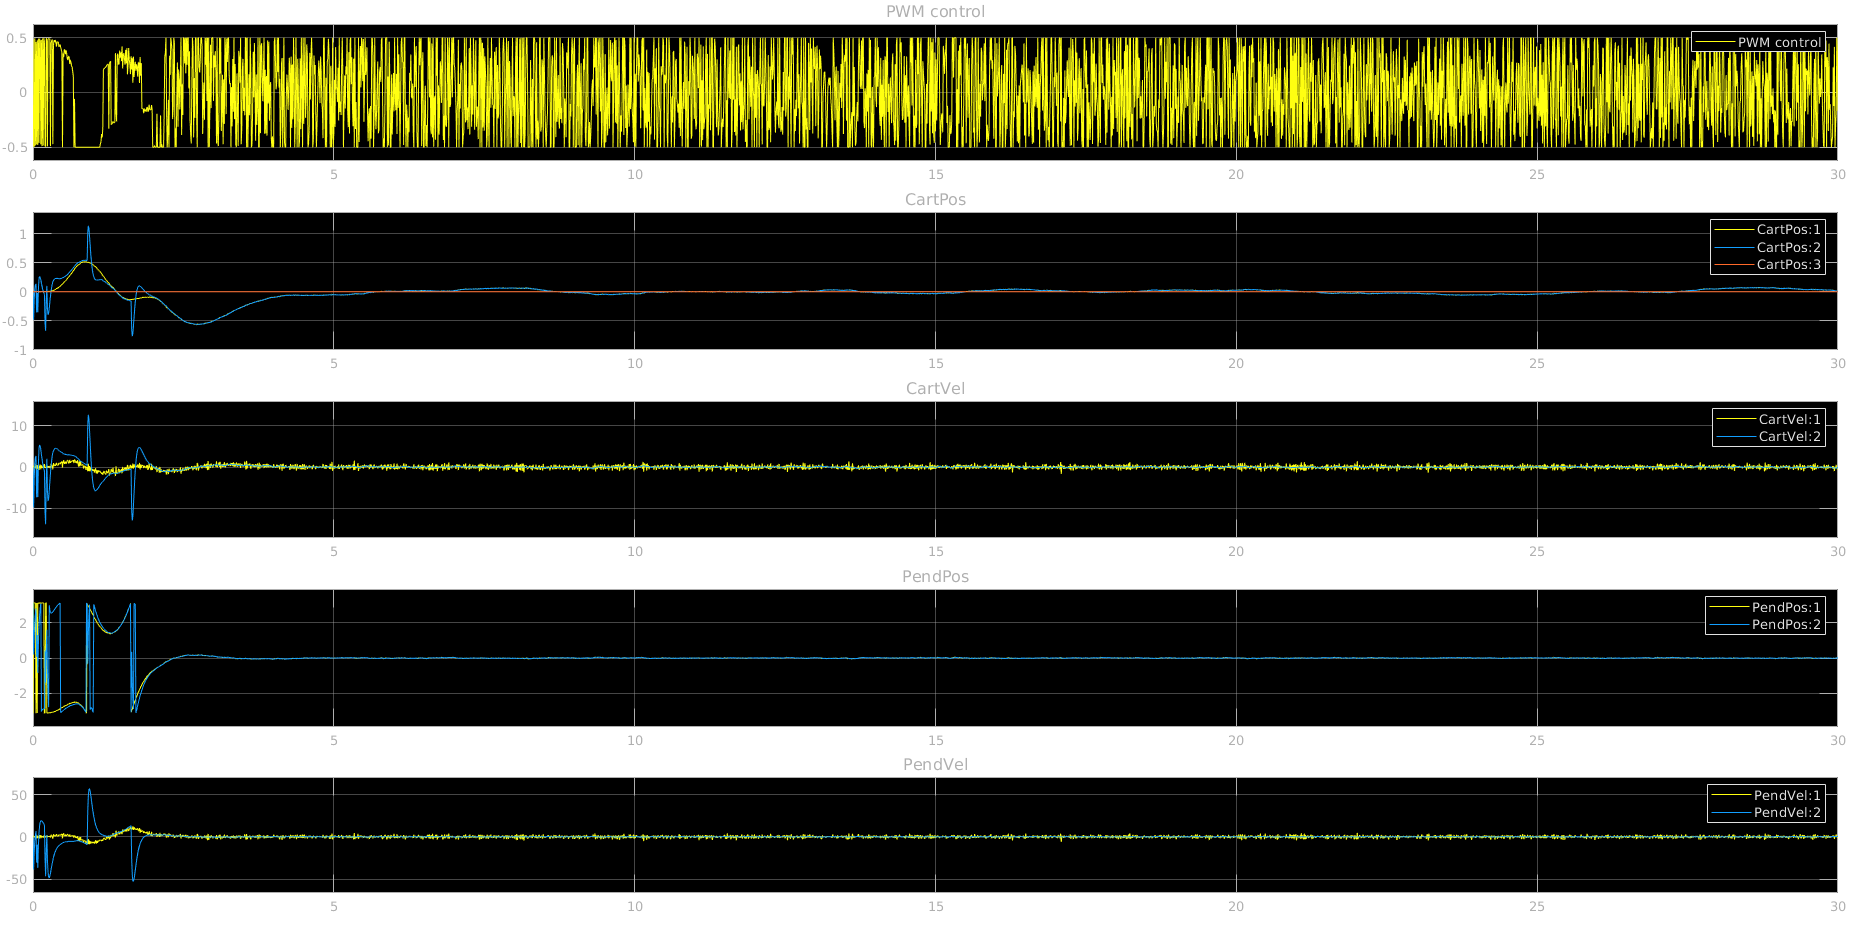 PWM control
0.5
0
-0.5
PWM control
0 5 10 15 20 25 30
CartPos
1
0.5
0
-0.5
-1
CartPos:1
CartPos:2
CartPos:3
0 5 10 15 20 25 30
CartVel
10
0
-10
CartVel:1
CartVel:2
0 5 10 15 20 25 30
PendPos
2
0
-2
PendPos:1
PendPos:2
0 5 10 15 20 25 30
PendVel
50
0
-50
PendVel:1
PendVel:2
0 5 10 15 20 25 30